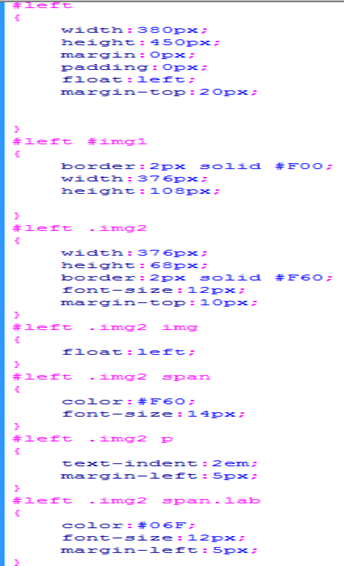 #left
{
width:380px;
height:450px;
margin:0px;
padding:0px;
float:left;
margin-top:20px;
}
#left #img1
{
border:2px solid #F00;
width:376px;
height:108px;
}
#left .img2
{
width:376px;
height:68px;
border:2px solid #F60;
font-size:12px;
margin-top:10px;
}
#left .img2 img
{
float:left;
}
#left .img2 span
{
color:#F60;
font-size:14px;
}
#left .img2 p
{
text-indent:2em;
margin-left:5px;
}
#left .img2 span.lab
{
color:#06F;
font-size:12px;
margin-left:5px;
}